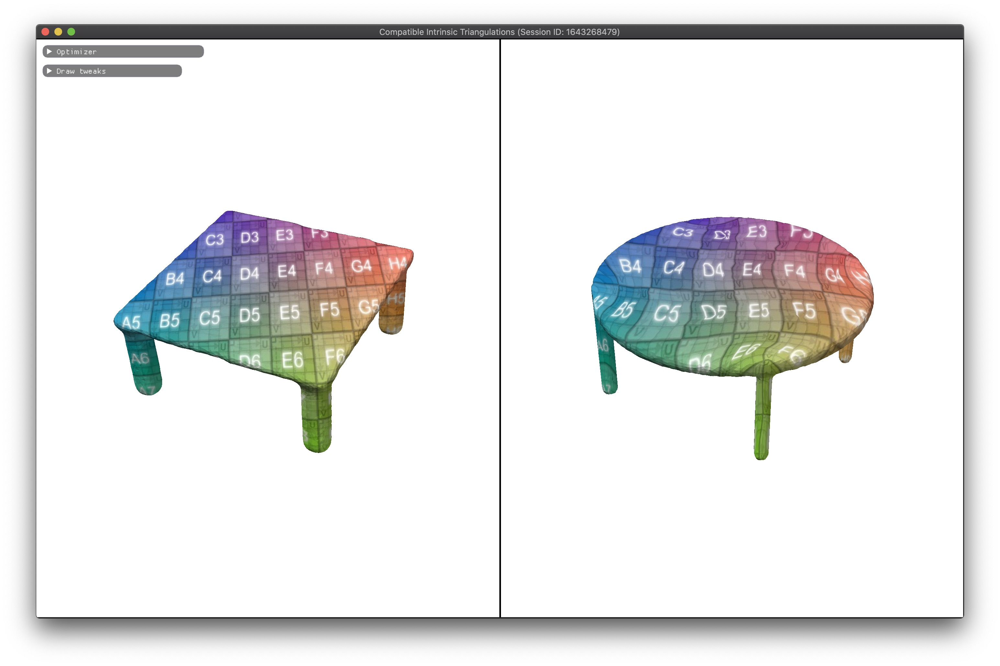 Compatible Intrinsic Triangulations (Session ID: 1643268479)
Optimizer
Draw tweaks
C3 D3 E3 F3
B4 C4 D4 E4 F4 G4 H4
A5 B5 C5 D5 E5 F5 G5 H5
A6 D6 E6 F6
A7
C3 D3 E3 F3
B4 C4 D4 E4 F4 G4
A5 B5 C5 D5 E5 F5 G5
A6 D6 E6 F6